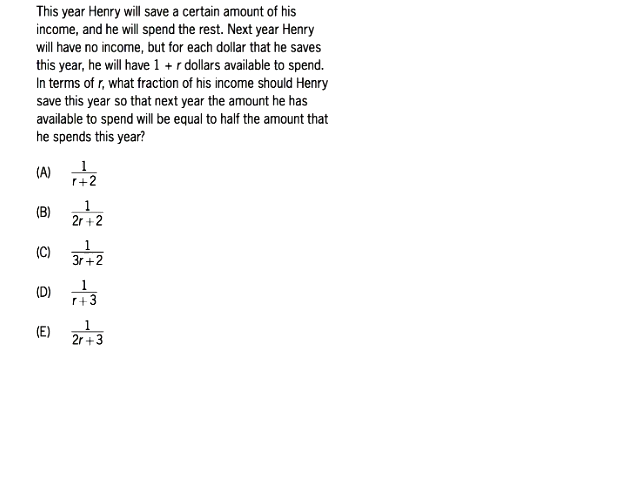 This year Henry will save a certain amount of his
income, and he will spend the rest. Next year Henry
will have no income, but for each dollar that he saves
this year, he will have 1 + r dollars available to spend.
In terms of r, what fraction of his income should Henry
save this year so that next year the amount he has
available to spend will be equal to half the amount that
he spends this year?
(A) 1/(r+2)
(B) 1/(2r+2)
(C) 1/(3r+2)
(D) 1/(r+3)
(E) 1/(2r+3)